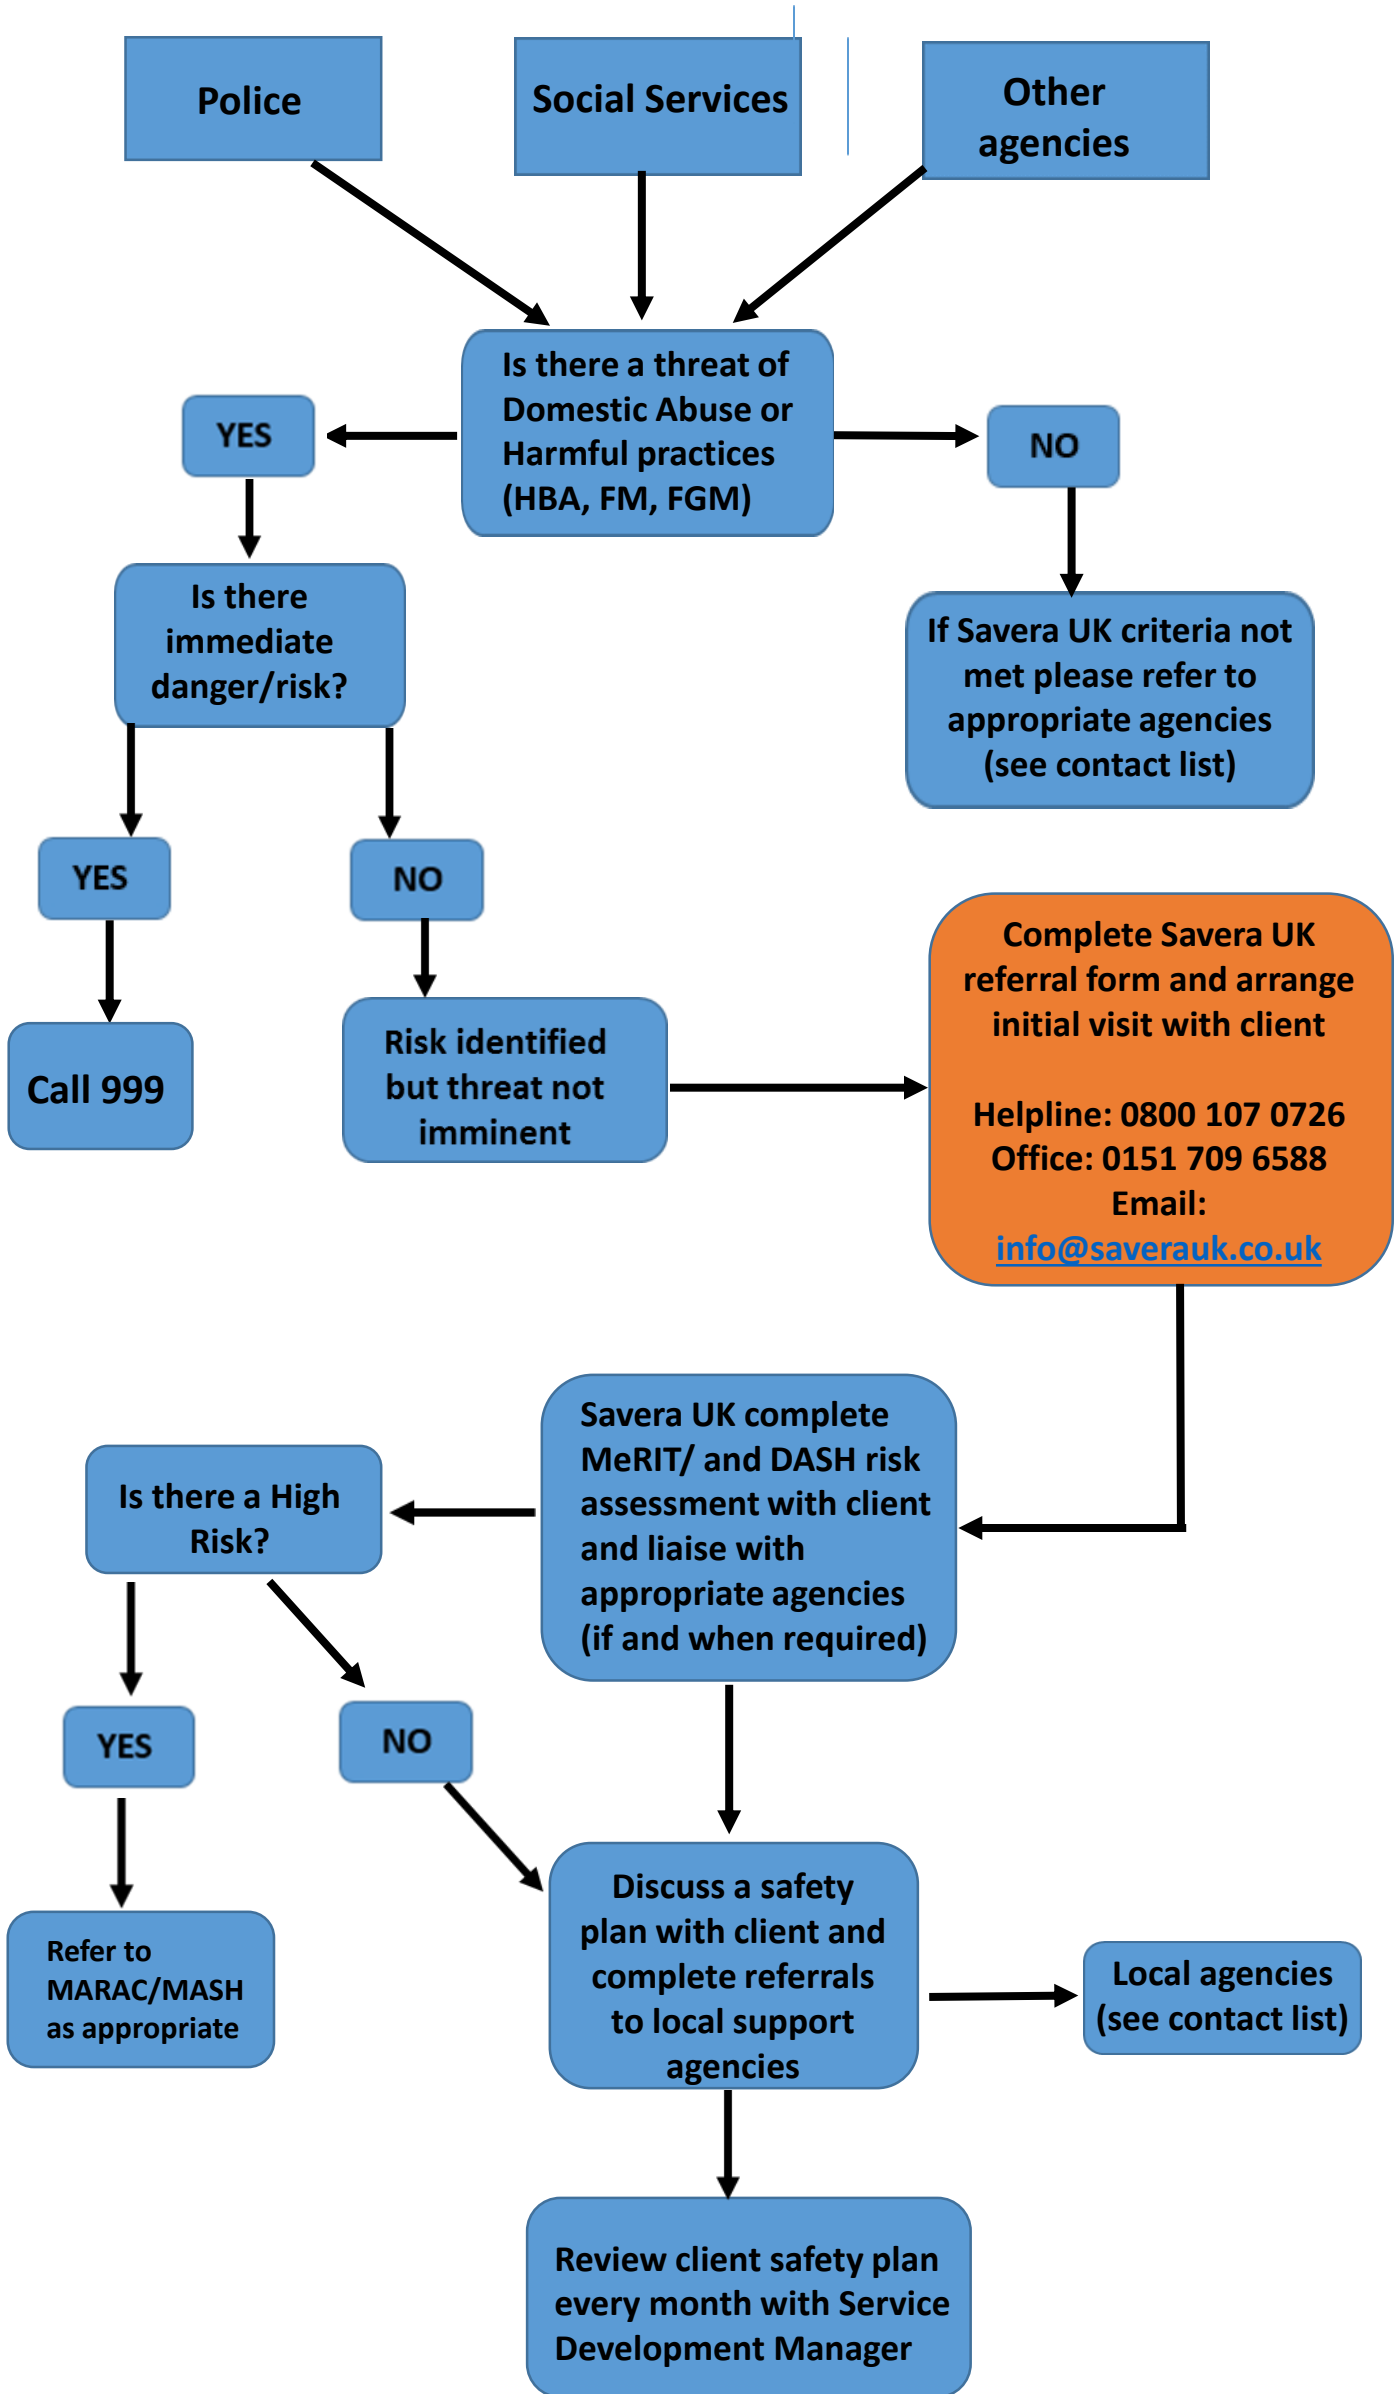 Police
Social Services
Other
agencies
Is there a threat of
Domestic Abuse or
Harmful practices
(HBA, FM, FGM)
YES
NO
Is there
immediate
danger/risk?
If Savera UK criteria not
met please refer to
appropriate agencies
(see contact list)
YES
NO
Call 999
Risk identified
but threat not
imminent
Complete Savera UK
referral form and arrange
initial visit with client
Helpline: 0800 107 0726
Office: 0151 709 6588
Email:
info@saverauk.co.uk
Savera UK complete
MeRIT/ and DASH risk
assessment with client
and liaise with
appropriate agencies
(if and when required)
Is there a High
Risk?
YES
NO
Refer to
MARAC/MASH
as appropriate
Discuss a safety
plan with client and
complete referrals
to local support
agencies
Local agencies
(see contact list)
Review client safety plan
every month with Service
Development Manager